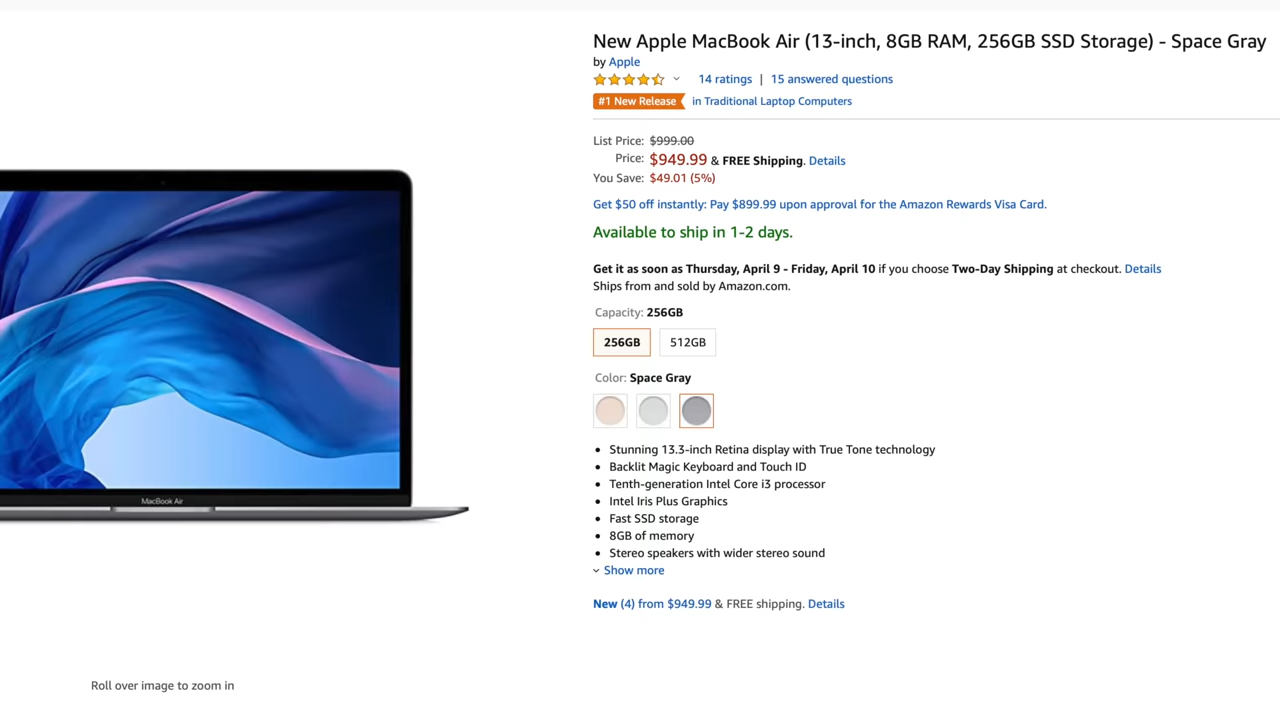 New Apple MacBook Air (13-inch, 8GB RAM, 256GB SSD Storage) - Space Gray
by Apple
14 ratings | 15 answered questions
#1 New Release in Traditional Laptop Computers
List Price: $999.00
Price: $949.99 & FREE Shipping. Details
You Save: $49.01 (5%)
Get $50 off instantly: Pay $899.99 upon approval for the Amazon Rewards Visa Card.
Available to ship in 1-2 days.
Get it as soon as Thursday, April 9 - Friday, April 10 if you choose Two-Day Shipping at checkout. Details
Ships from and sold by Amazon.com.
Capacity: 256GB
256GB 512GB
Color: Space Gray
• Stunning 13.3-inch Retina display with True Tone technology
• Backlit Magic Keyboard and Touch ID
• Tenth-generation Intel Core i3 processor
• Intel Iris Plus Graphics
• Fast SSD storage
• 8GB of memory
• Stereo speakers with wider stereo sound
Show more
New (4) from $949.99 & FREE shipping. Details
MacBook Air
Roll over image to zoom in